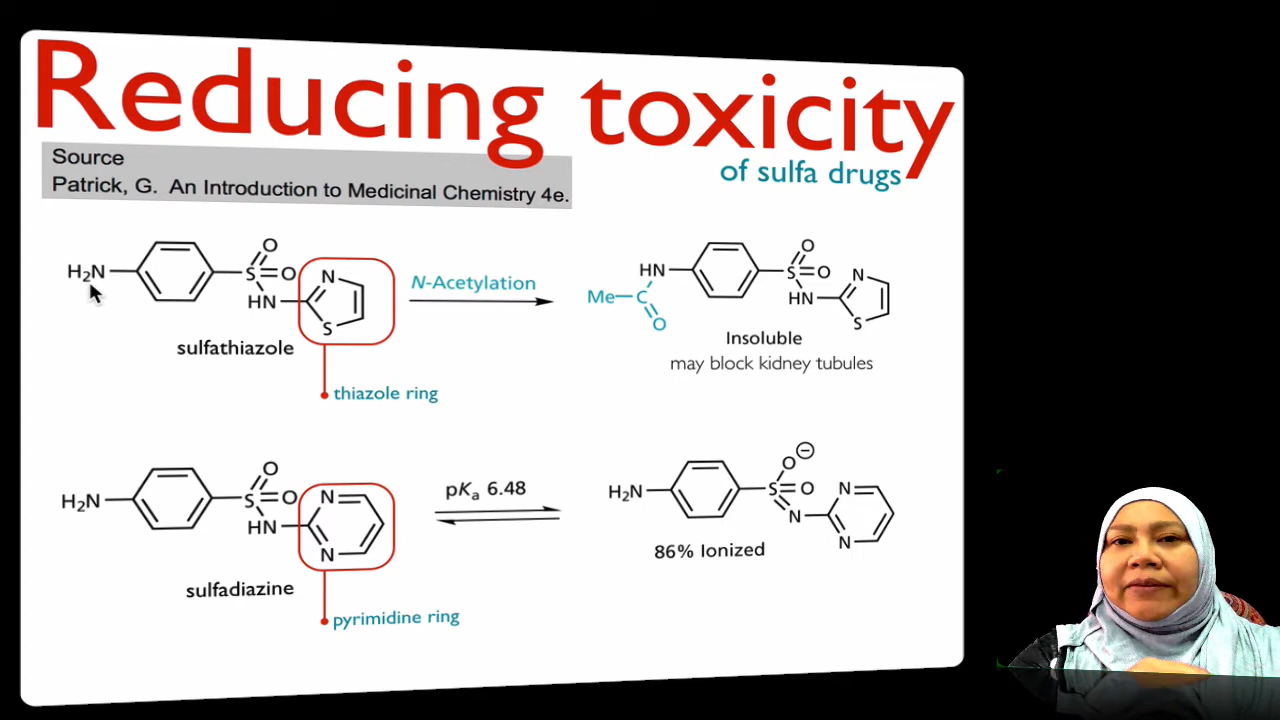 Reducing toxicity
of sulfa drugs
Source
Patrick, G. An Introduction to Medicinal Chemistry 4e.
H₂N
S
O
O
HN
N
S
sulfathiazole
thiazole ring
N-Acetylation
HN
Me
C
O
S
O
O
HN
N
S
Insoluble
may block kidney tubules
H₂N
S
O
O
HN
N
N
sulfadiazine
pyrimidine ring
pKₐ 6.48
H₂N
S
O⊖
O
N
N
N
86% Ionized